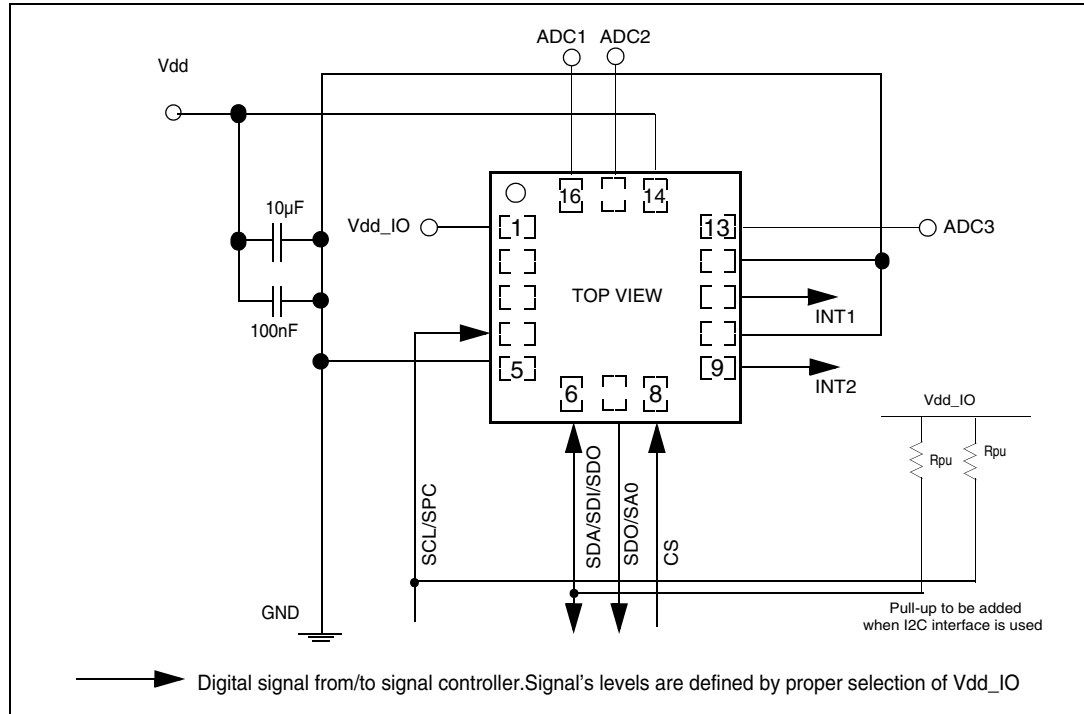 ADC1 ADC2
Vdd
16 14
10µF
Vdd_IO 1 13 ADC3
TOP VIEW
INT1
100nF
5 9
INT2
6 8
Vdd_IO
Rpu Rpu
SCL/SPC
SDA/SDI/SDO
SDO/SA0
CS
GND
Pull-up to be added
when I2C interface is used
Digital signal from/to signal controller.Signal's levels are defined by proper selection of Vdd_IO